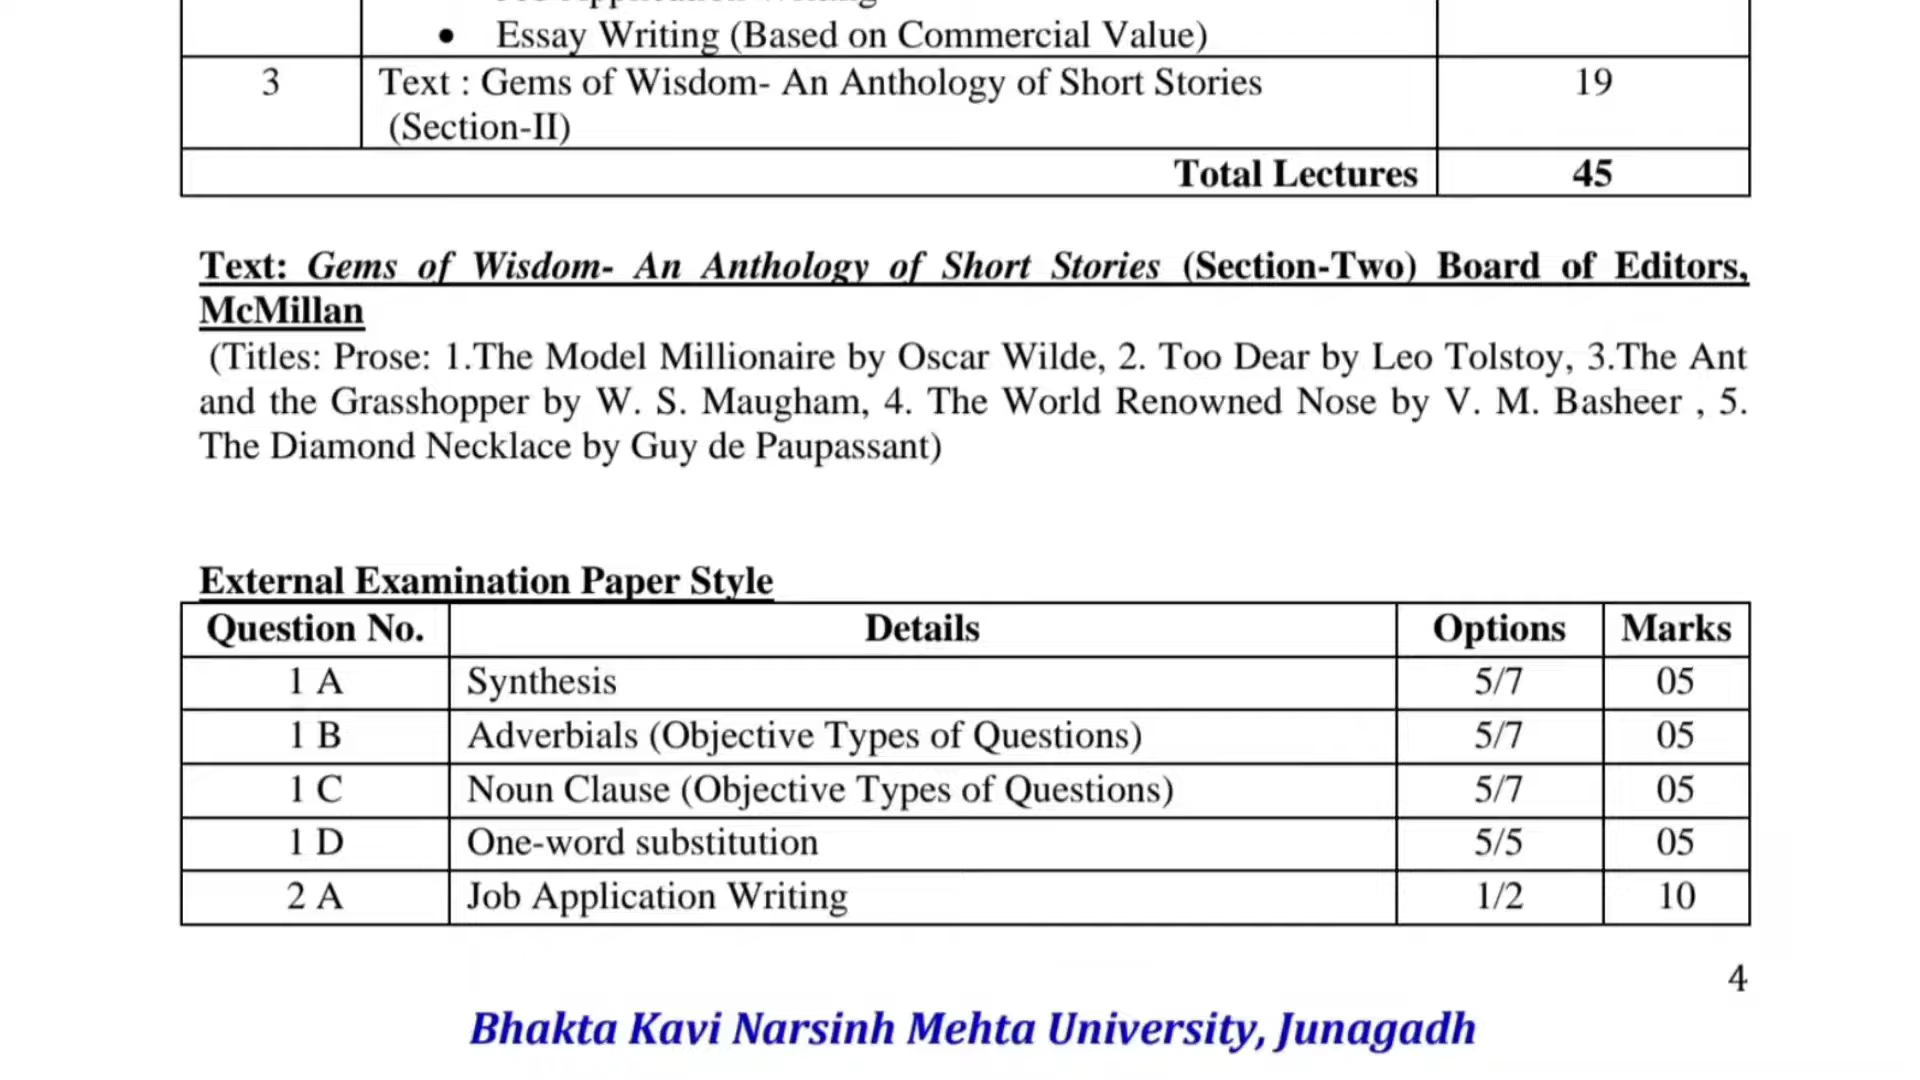 Job Application Writing
• Essay Writing (Based on Commercial Value)
3 Text : Gems of Wisdom- An Anthology of Short Stories 19
(Section-II)
Total Lectures 45
Text: Gems of Wisdom- An Anthology of Short Stories (Section-Two) Board of Editors,
McMillan
(Titles: Prose: 1.The Model Millionaire by Oscar Wilde, 2. Too Dear by Leo Tolstoy, 3.The Ant
and the Grasshopper by W. S. Maugham, 4. The World Renowned Nose by V. M. Basheer , 5.
The Diamond Necklace by Guy de Paupassant)
External Examination Paper Style
Question No. Details Options Marks
1 A Synthesis 5/7 05
1 B Adverbials (Objective Types of Questions) 5/7 05
1 C Noun Clause (Objective Types of Questions) 5/7 05
1 D One-word substitution 5/5 05
2 A Job Application Writing 1/2 10
4
Bhakta Kavi Narsinh Mehta University, Junagadh